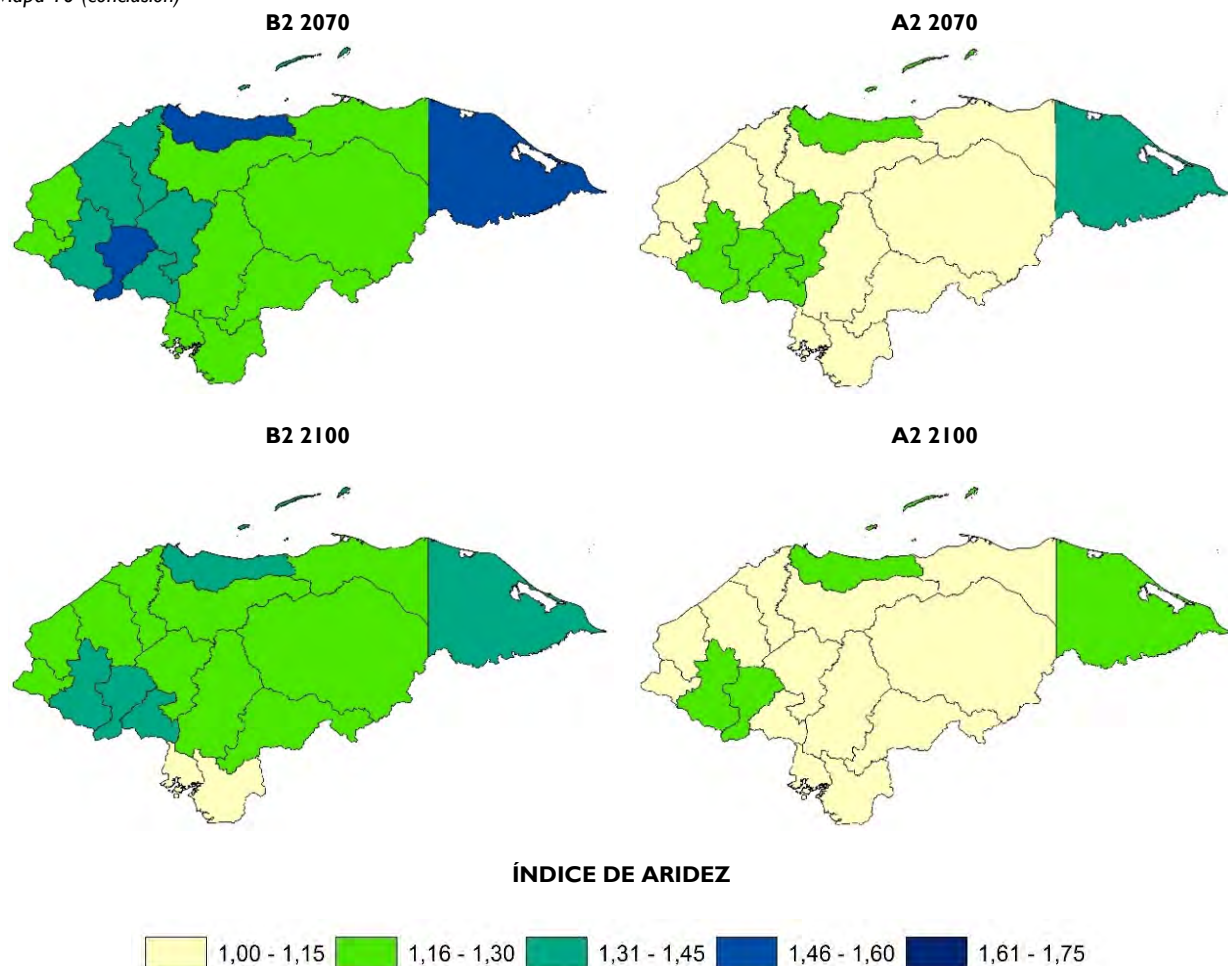 (conclusión)
B2 2070 A2 2070
B2 2100 A2 2100
ÍNDICE DE ARIDEZ
1,00 - 1,15 1,16 - 1,30 1,31 - 1,45 1,46 - 1,60 1,61 - 1,75